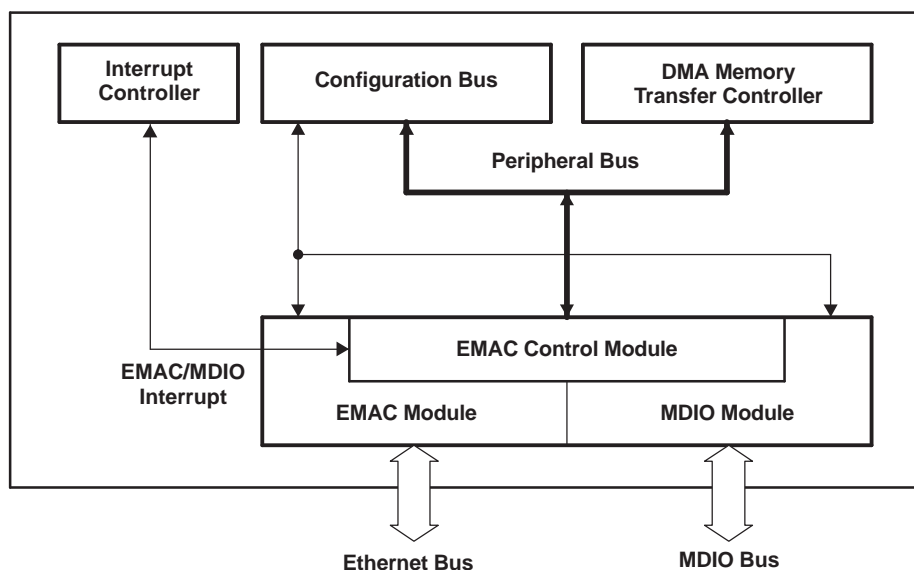 Interrupt
Controller
Configuration Bus
DMA Memory
Transfer Controller
Peripheral Bus
EMAC Control Module
EMAC/MDIO
Interrupt
EMAC Module
MDIO Module
Ethernet Bus
MDIO Bus